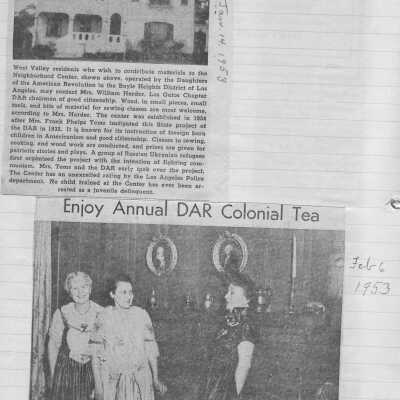 Jan 14, 1953
West Valley residents who wish to contribute materials to the
Neighborhood Center, shown above, operated by the Daughters
of the American Revolution in the Boyle Heights District of Los
Angeles, may contact Mrs. William Harder, Los Gatos Chapter
DAR chairman of good citizenship. Wood, in small pieces, small
tools, and bits of material for sewing classes are most welcome,
according to Mrs. Harder. The center was established in
after Mrs. Frank Phelps Toms instigated this State project of
the DAR in It is known for its instruction of foreign born
children in Americanism and good citizenship. Classes in sewing,
cooking, and wood work are conducted, and prizes are given for
patriotic stories and plays. A group of Russian Ukranian refugees
first organized the project with the intention of fighting com-
munism. Mrs. Toms and the DAR early took over the project.
The Center has an unexcelled rating by the Los Angeles Police
department. No child trained at the Center has ever been ar-
rested as a juvenile delinquent.
Enjoy Annual DAR Colonial Tea
Feb 6
1953